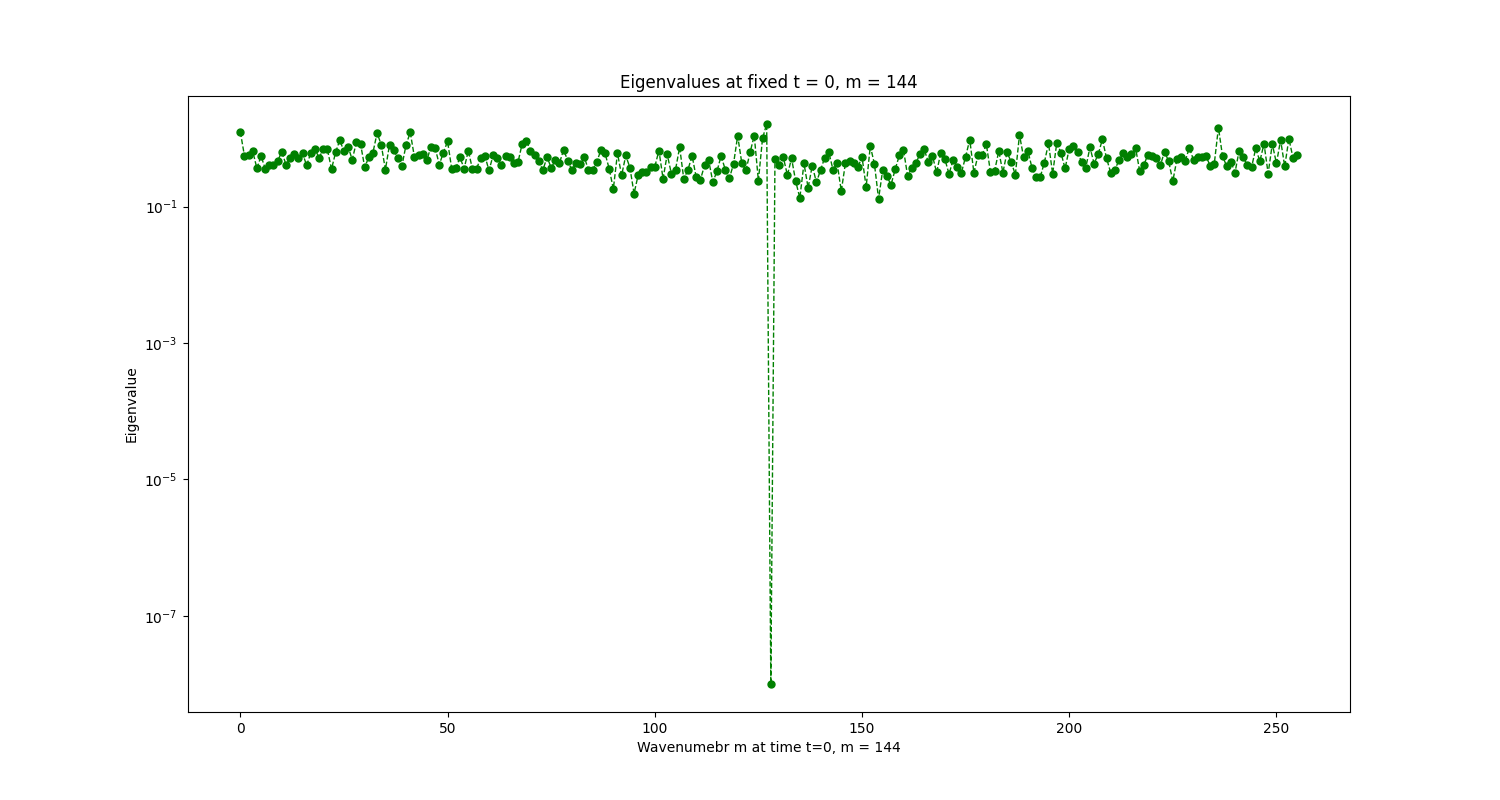 Eigenvalues at fixed t = 0, m = 144
Eigenvalue
10⁻¹
10⁻³
10⁻⁵
10⁻⁷
0 50 100 150 200 250
Wavenumebr m at time t=0, m = 144